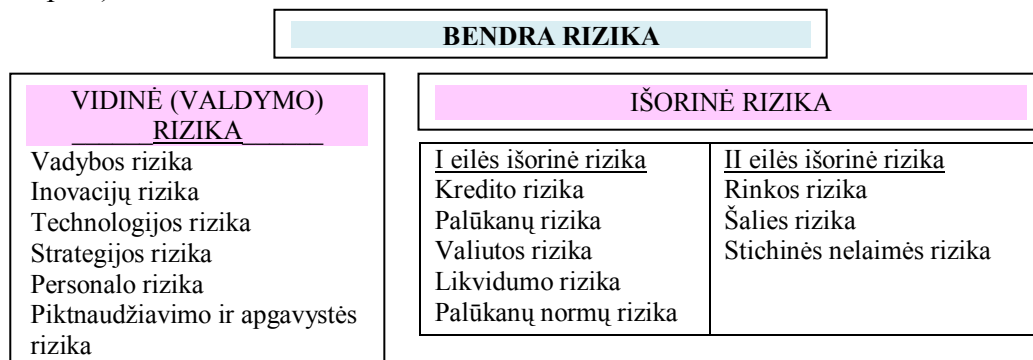 BENDRA RIZIKA
VIDINĖ (VALDYMO)
RIZIKA
Vadybos rizika
Inovacijų rizika
Technologijos rizika
Strategijos rizika
Personalo rizika
Piktnaudžiavimo ir apgavystės
rizika
IŠORINĖ RIZIKA
I eilės išorinė rizika
Kredito rizika
Palūkanų rizika
Valiutos rizika
Likvidumo rizika
Palūkanų normų rizika
II eilės išorinė rizika
Rinkos rizika
Šalies rizika
Stichinės nelaimės rizika